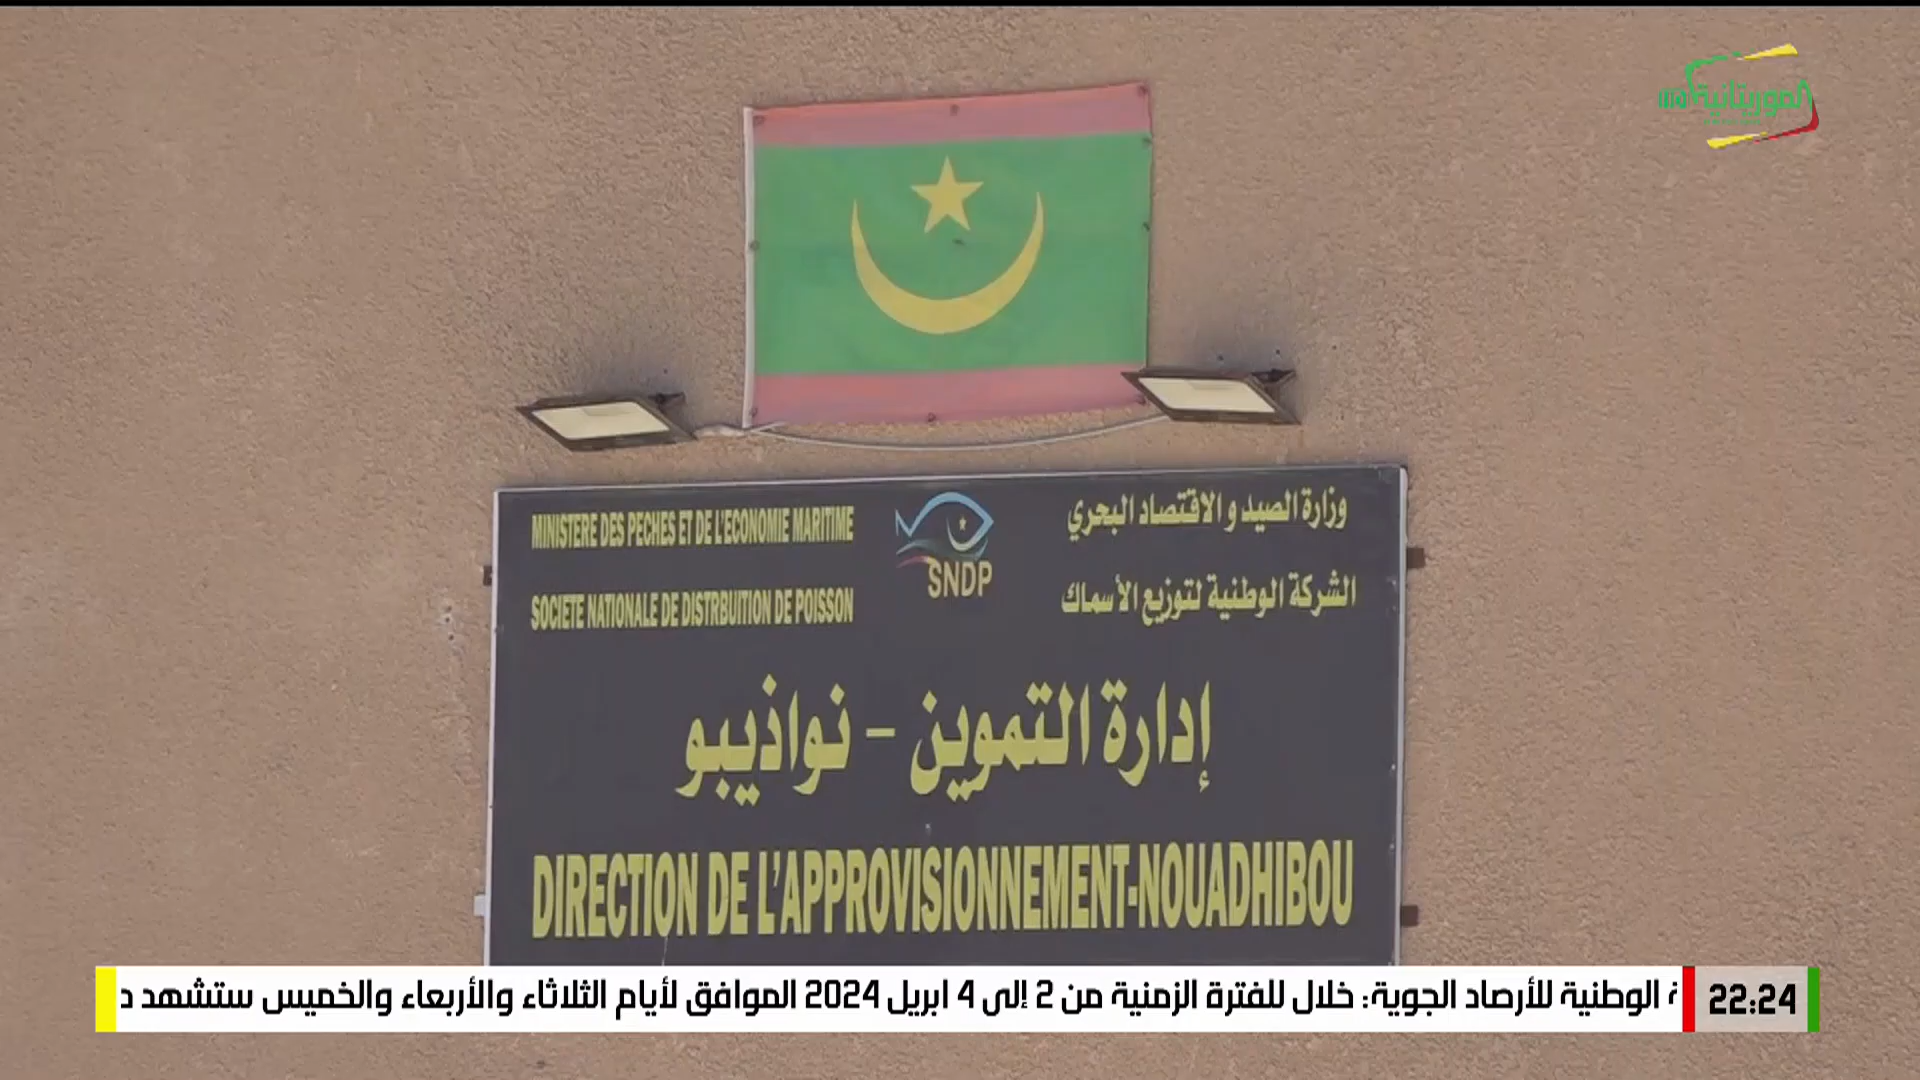 الموريتانية
MINISTERE DES PECHES ET DE L'ECONOMIE MARITIME
وزارة الصيد و الاقتصاد البحري
SNDP
SOCIETE NATIONALE DE DISTRBUITION DE POISSON
الشركة الوطنية لتوزيع الأسماك
إدارة التموين - نواذيبو
DIRECTION DE L'APPROVISIONNEMENT-NOUADHIBOU
الوطنية للأرصاد الجوية: خلال للفترة الزمنية من 2 إلى 4 ابريل 2024 الموافق لأيام الثلاثاء والأربعاء والخميس ستشهد
22:24